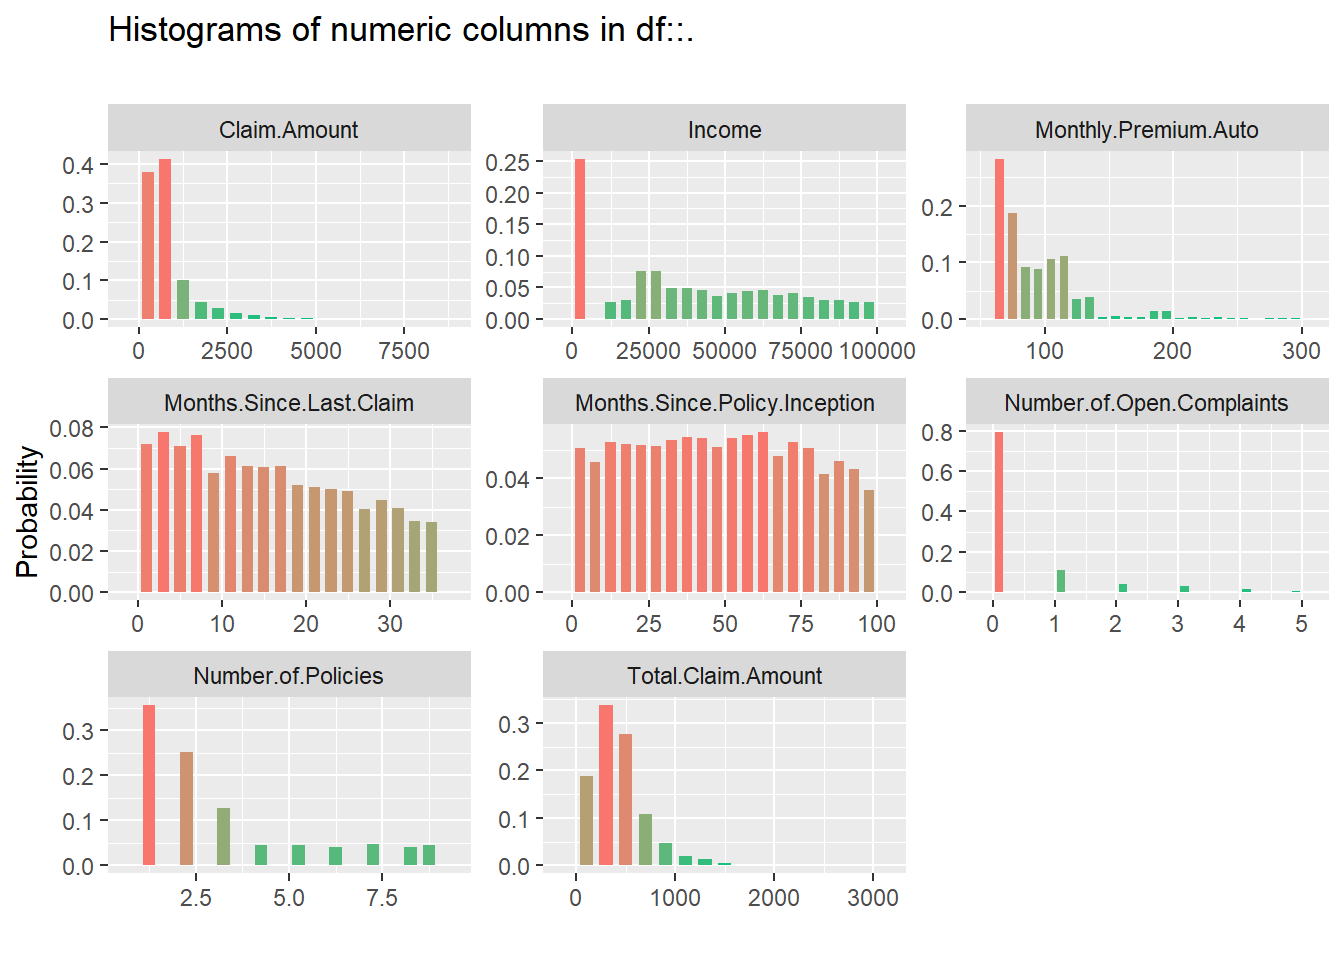 Histograms of numeric columns in df::.
Claim.Amount
0.4
0.3
0.2
0.1
0.0
0 2500 5000 7500
Income
0.25
0.20
0.15
0.10
0.05
0.00
0 25000 50000 75000 100000
Monthly.Premium.Auto
0.2
0.1
0.0
100 200 300
Probability
Months.Since.Last.Claim
0.08
0.06
0.04
0.02
0.00
0 10 20 30
Months.Since.Policy.Inception
0.04
0.02
0.00
0 25 50 75 100
Number.of.Open.Complaints
0.8
0.6
0.4
0.2
0.0
0 1 2 3 4 5
Number.of.Policies
0.3
0.2
0.1
0.0
2.5 5.0 7.5
Total.Claim.Amount
0.3
0.2
0.1
0.0
0 1000 2000 3000